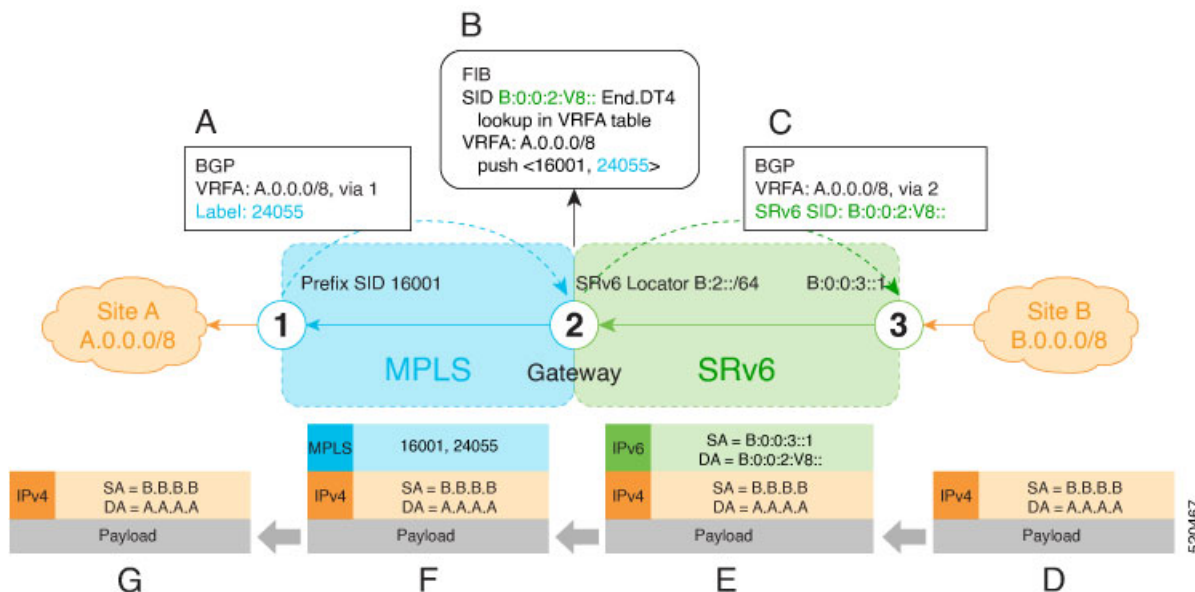 B
FIB
SID B:0:0:2:V8:: End.DT4
lookup in VRFA table
VRFA: A.0.0.0/8
push <16001, 24055>
A
BGP
VRFA: A.0.0.0/8, via 1
Label: 24055
C
BGP
VRFA: A.0.0.0/8, via 2
SRv6 SID: B:0:0:2:V8::
Prefix SID 16001
SRv6 Locator B:2::/64
B:0:0:3::1
Site A
A.0.0.0/8
1
2
3
Site B
B.0.0.0/8
MPLS
Gateway
SRv6
IPv4
SA = B.B.B.B
DA = A.A.A.A
Payload
G
MPLS
16001, 24055
IPv4
SA = B.B.B.B
DA = A.A.A.A
Payload
F
IPv6
SA = B:0:0:3::1
DA = B:0:0:2:V8::
IPv4
SA = B.B.B.B
DA = A.A.A.A
Payload
E
IPv4
SA = B.B.B.B
DA = A.A.A.A
Payload
D
520467